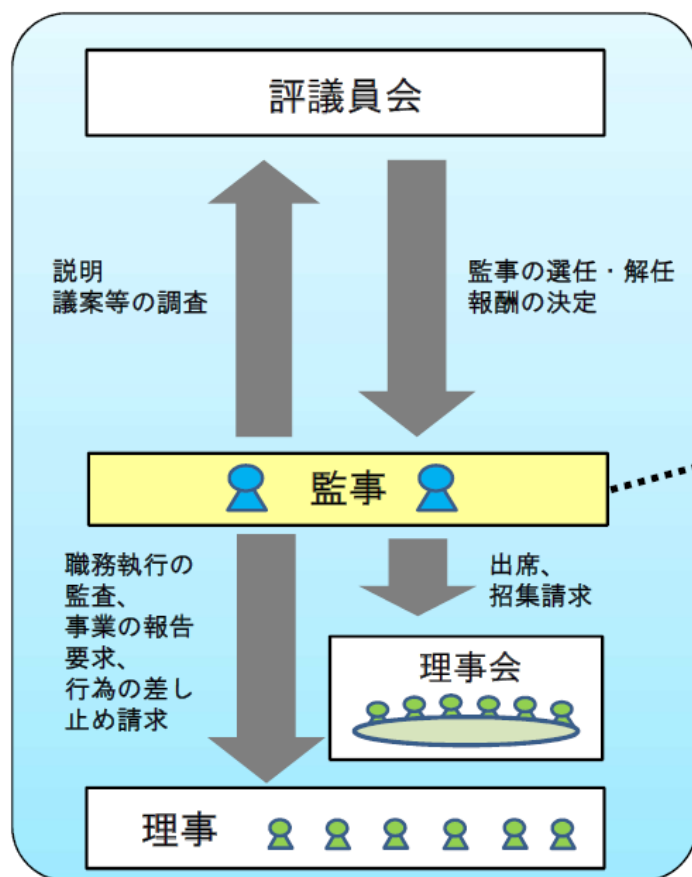 評議員会
説明
議案等の調査
監事の選任・解任
報酬の決定
監事
職務執行の
監査、
事業の報告
要求、
行為の差し
止め請求
出席、
招集請求
理事会
理事